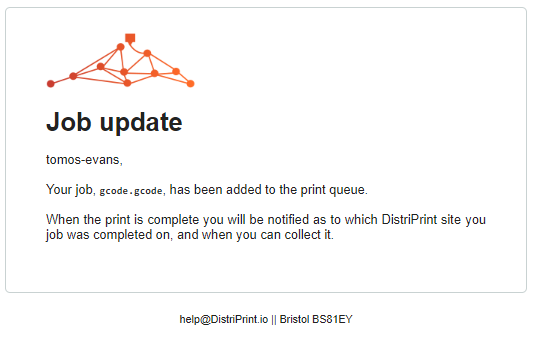 Job update
tomos-evans,
Your job, gcode.gcode, has been added to the print queue.
When the print is complete you will be notified as to which DistriPrint site you
job was completed on, and when you can collect it.
help@DistriPrint.io || Bristol BS81EY